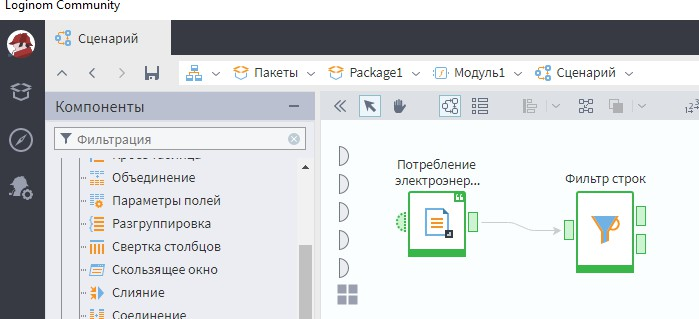 Loginom Community
Сценарий
Пакеты Package1 Модуль1 Сценарий
Компоненты
Фильтрация
Объединение
Параметры полей
Разгруппировка
Свертка столбцов
Скользящее окно
Слияние
Соединение
Потребление
электроэнер...
Фильтр строк